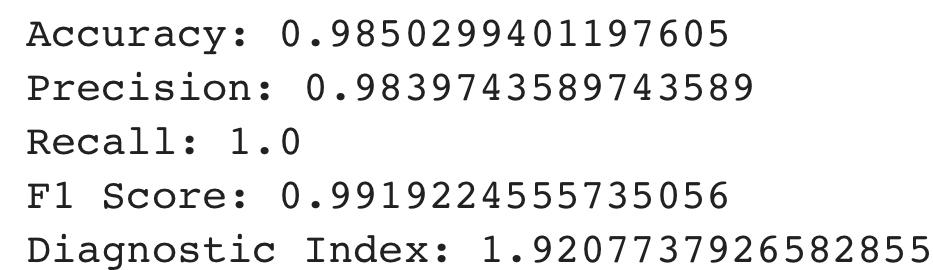 Accuracy: 0.9850299401197605
Precision: 0.9839743589743589
Recall: 1.0
F1 Score: 0.9919224555735056
Diagnostic Index: 1.9207737926582855